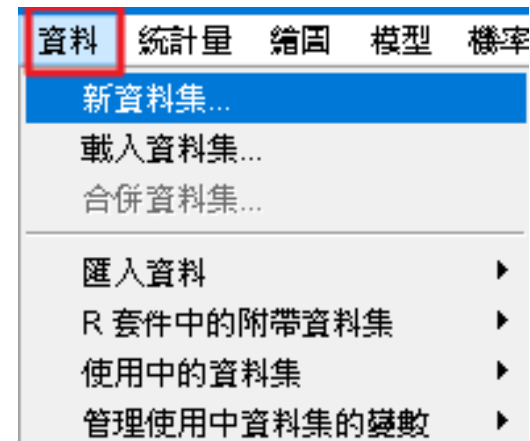 資料 統計量 繪圖 模型 機率
新資料集...
載入資料集...
合併資料集...
匯入資料
R 套件中的附帶資料集
使用中的資料集
管理使用中資料集的變數